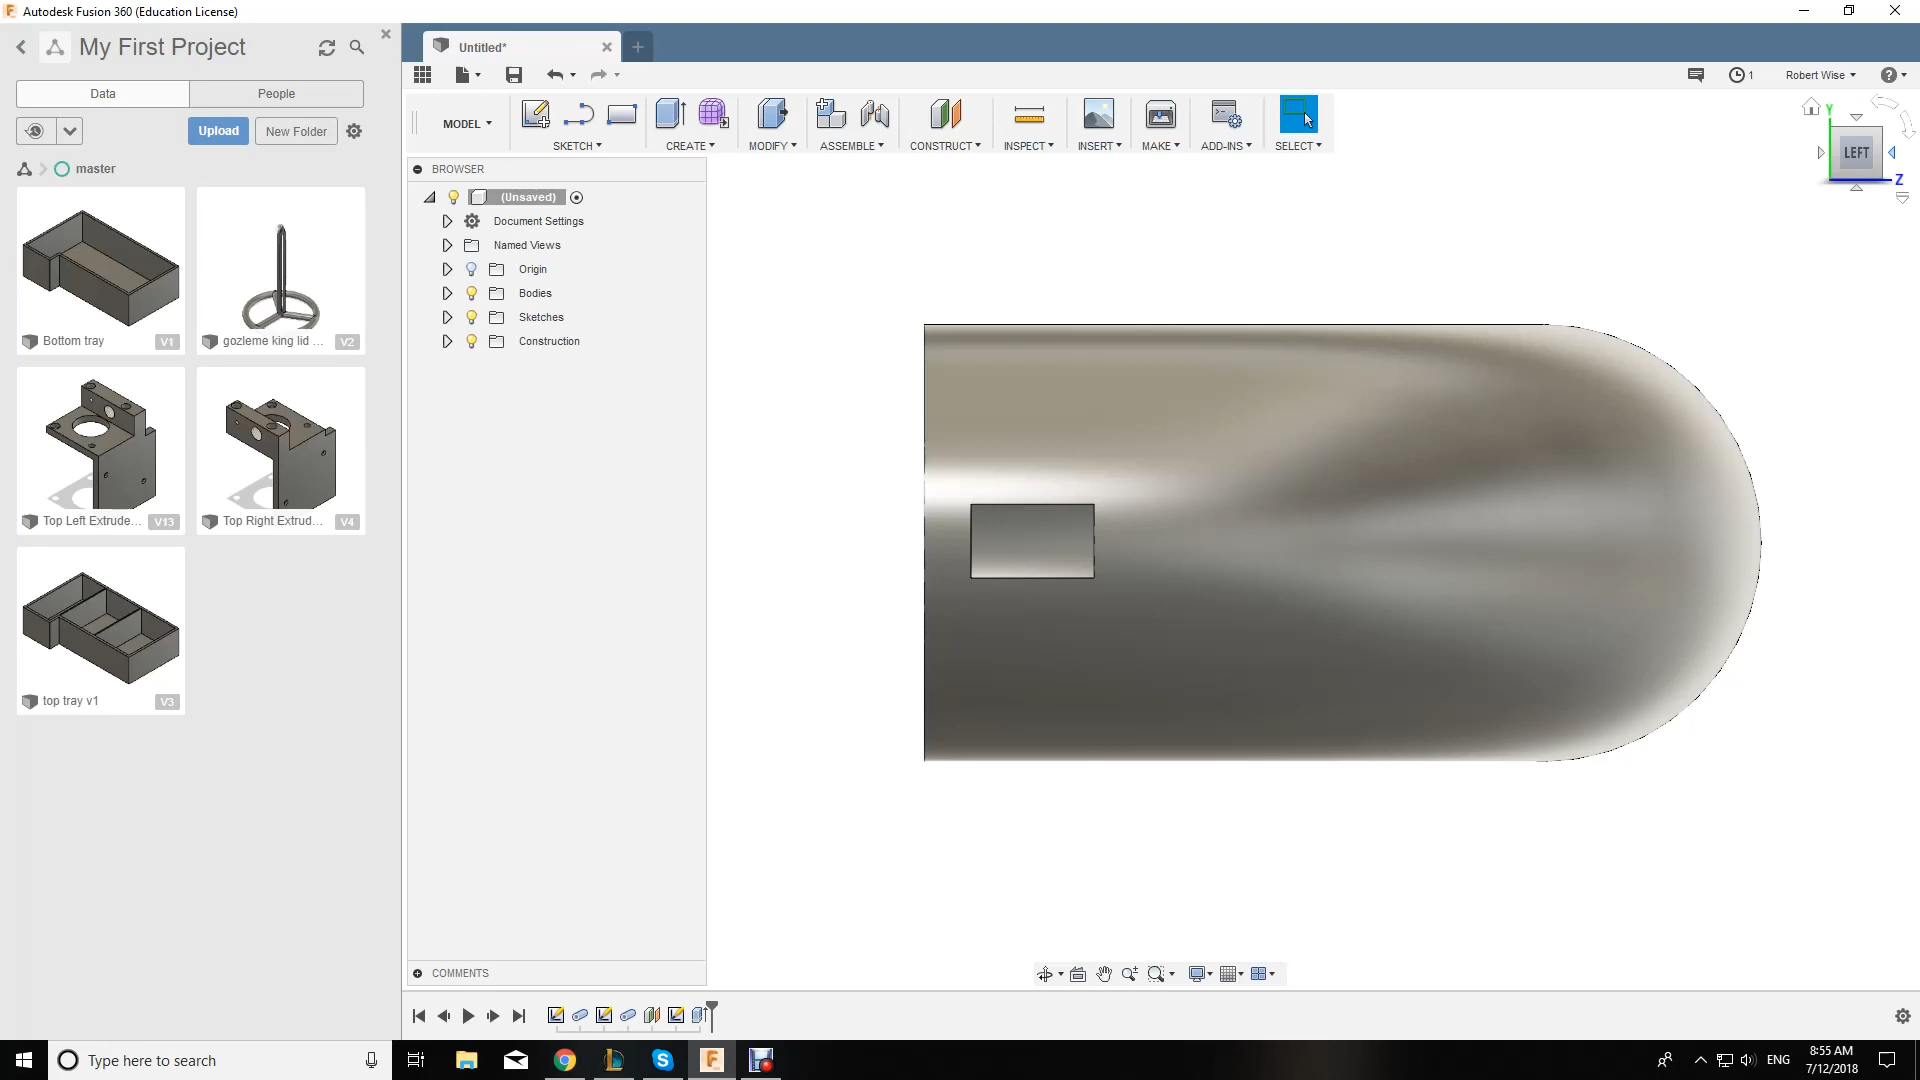 Autodesk Fusion 360 (Education License)
My First Project
Untitled*
Data
People
1
Robert Wise
Upload
New Folder
MODEL
SKETCH
CREATE
MODIFY
ASSEMBLE
CONSTRUCT
INSPECT
INSERT
MAKE
ADD-INS
SELECT
Y
LEFT
Z
master
BROWSER
(Unsaved)
Document Settings
Named Views
Origin
Bodies
Sketches
Construction
Bottom tray
V1
gozleme king lid ...
V2
Top Left Extrude...
V13
Top Right Extrud...
V4
top tray v1
V3
COMMENTS
Type here to search
ENG
8:55 AM
7/12/2018